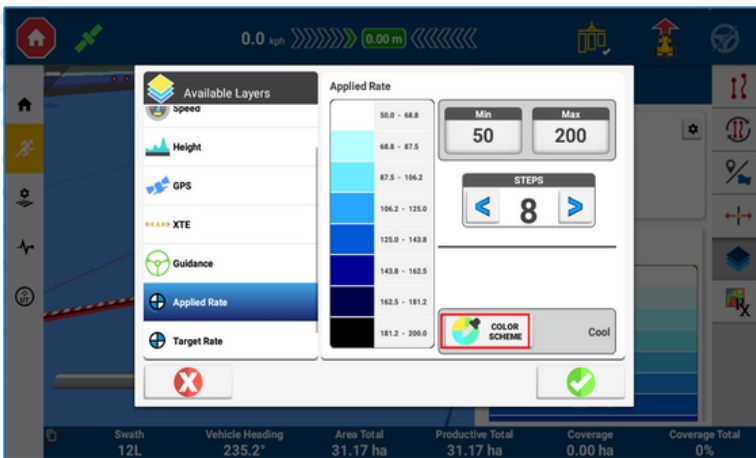 0.0 kph
0.00 m
Available Layers
Speed
Height
GPS
XTE
Guidance
Applied Rate
Target Rate
Applied Rate
50.0 - 68.8
68.8 - 87.5
87.5 - 106.2
106.2 - 125.0
125.0 - 143.8
143.8 - 162.5
162.5 - 181.2
181.2 - 200.0
Min
50
Max
200
STEPS
8
COLOR
SCHEME
Cool
UT
Rx
Swath
12L
Vehicle Heading
235.2°
Area Total
31.17 ha
Productive Total
31.17 ha
Coverage
0.00 ha
Coverage Total
0%